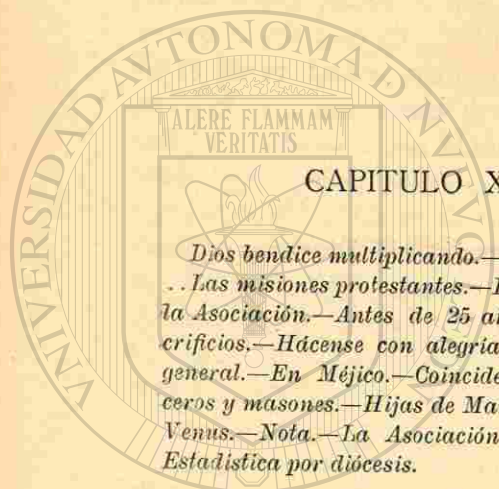 UNIVERSIDAD AUTONOMA D NUEVO
ALERE FLAMMAM
VERITATIS
CAPITULO X
Dios bendice multiplicando.—
. . Las misiones protestantes.—
la Asociación.—Antes de 25
crificios.—Hácense con alegría
general.—En Méjico.—Coincide
ceros y masones.—Hijas de Ma
Venus.—Nota.—La Asociación
Estadística por diócesis.